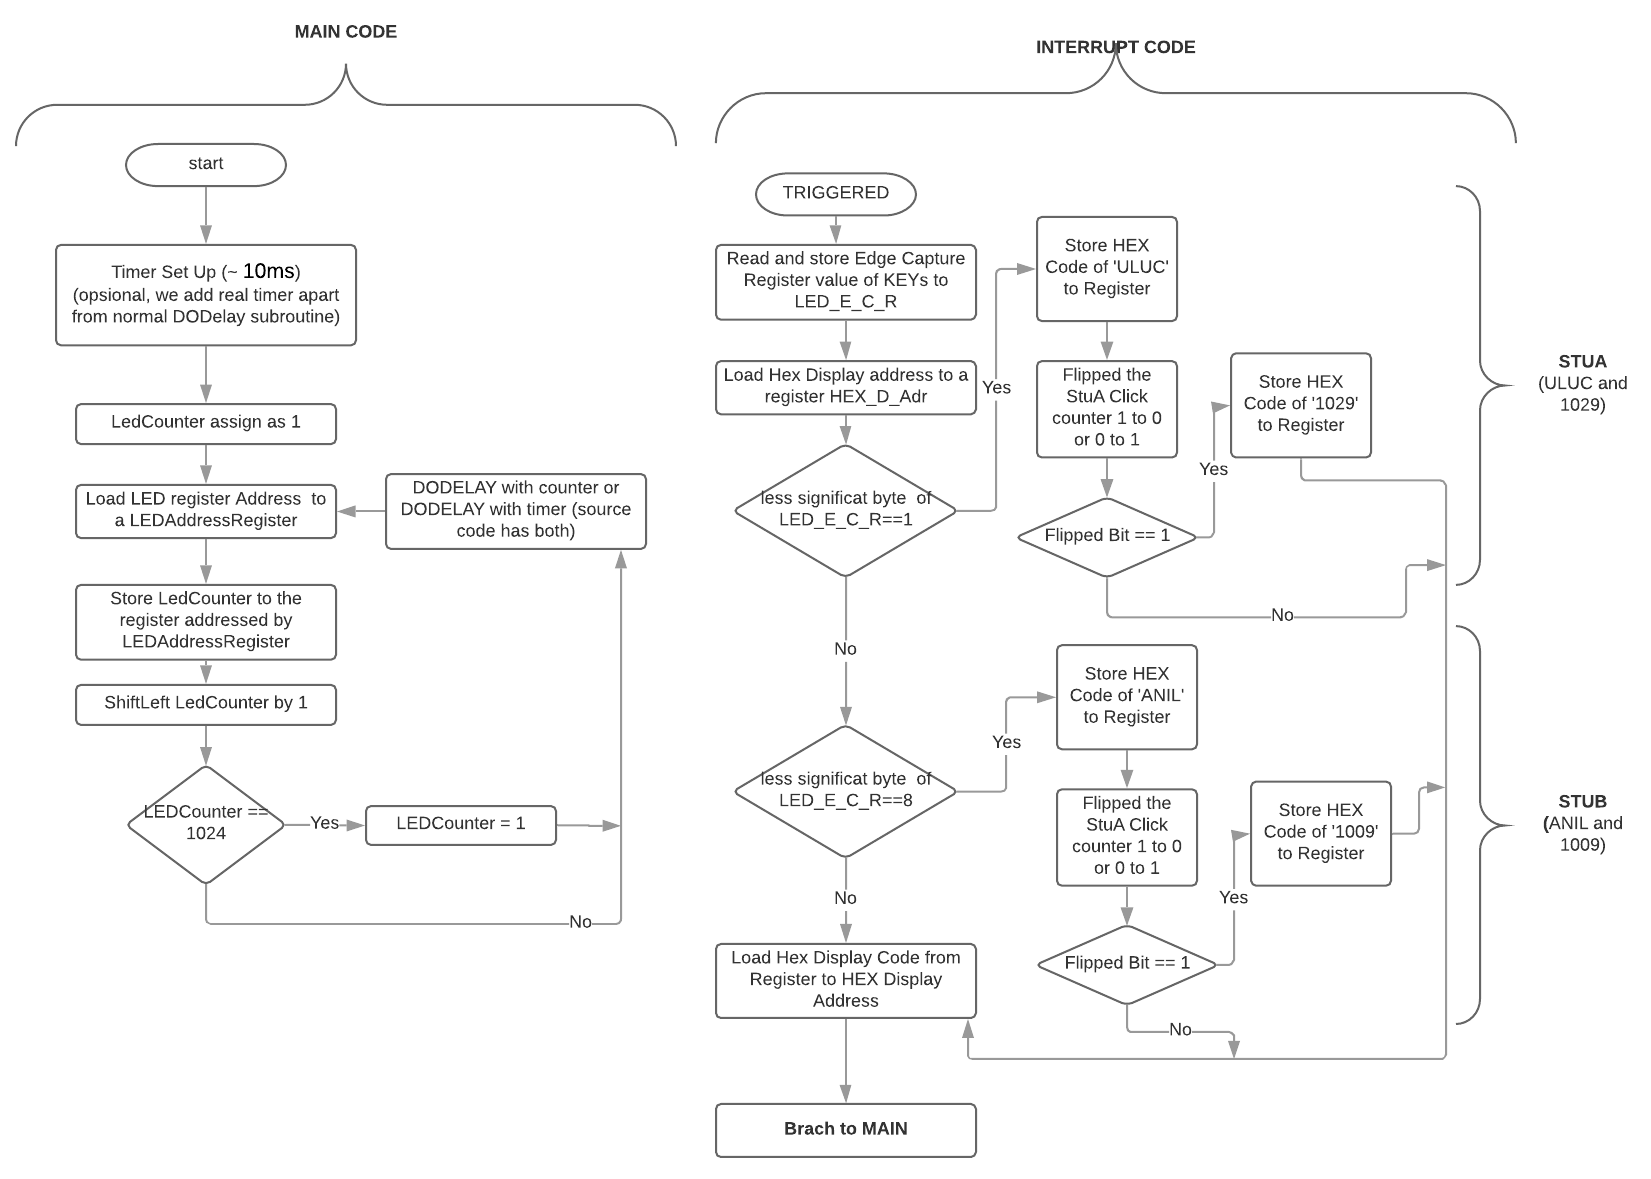 MAIN CODE
start
Timer Set Up (~ 10ms)
(opsional, we add real timer apart
from normal DODelay subroutine)
LedCounter assign as 1
Load LED register Address to
a LEDAddressRegister
DODELAY with counter or
DODELAY with timer (source
code has both)
Store LedCounter to the
register addressed by
LEDAddressRegister
ShiftLeft LedCounter by 1
LEDCounter ==
1024
Yes
LEDCounter = 1
No
INTERRUPT CODE
TRIGGERED
Read and store Edge Capture
Register value of KEYs to
LED_E_C_R
Load Hex Display address to a
register HEX_D_Adr
less significat byte of
LED_E_C_R==1
Yes
Store HEX
Code of 'ULUC'
to Register
Flipped the
StuA Click
counter 1 to 0
or 0 to 1
Flipped Bit == 1
Yes
Store HEX
Code of '1029'
to Register
No
STUA
(ULUC and
1029)
No
less significat byte of
LED_E_C_R==8
Yes
Store HEX
Code of 'ANIL'
to Register
Flipped the
StuA Click
counter 1 to 0
or 0 to 1
Flipped Bit == 1
Yes
Store HEX
Code of '1009'
to Register
No
STUB
(ANIL and
1009)
No
Load Hex Display Code from
Register to HEX Display
Address
Brach to MAIN